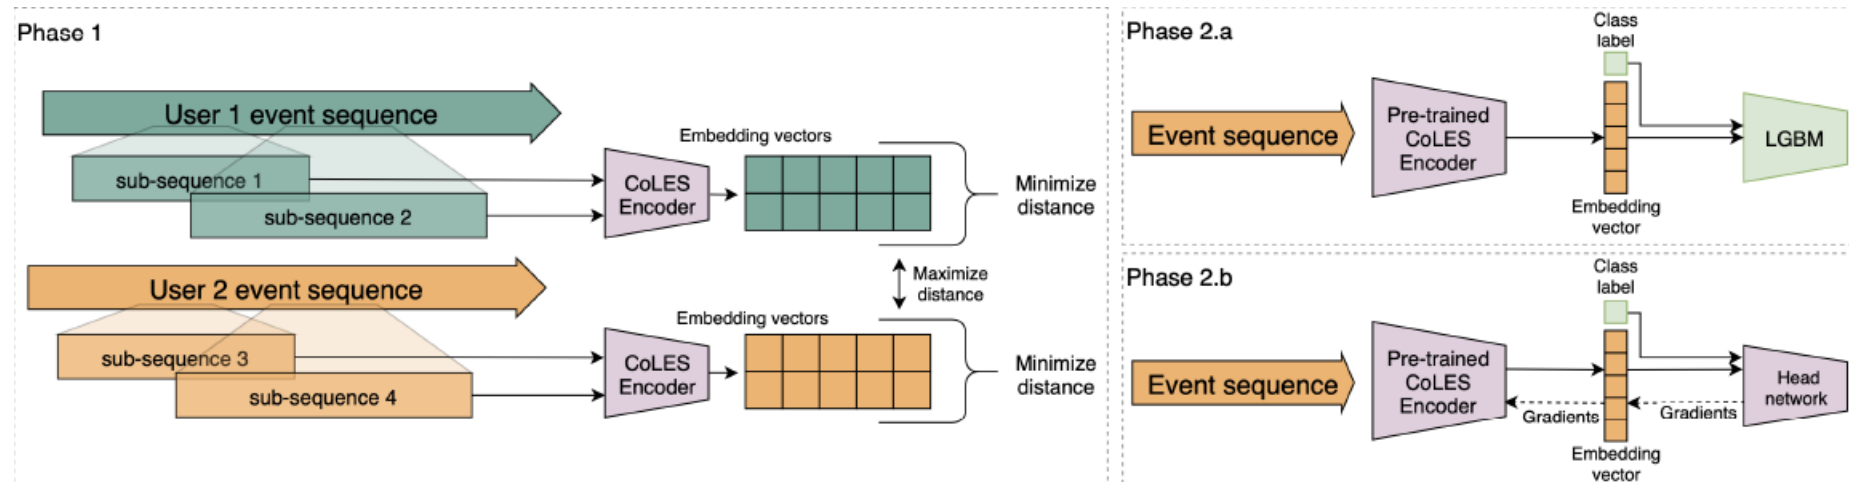 Phase 1
User 1 event sequence
sub-sequence 1
sub-sequence 2
CoLES
Encoder
Embedding vectors
Minimize
distance
Maximize
distance
User 2 event sequence
sub-sequence 3
sub-sequence 4
CoLES
Encoder
Embedding vectors
Minimize
distance
Phase 2.a
Event sequence
Pre-trained
CoLES
Encoder
Class
label
Embedding
vector
LGBM
Phase 2.b
Event sequence
Pre-trained
CoLES
Encoder
Class
label
Gradients
Gradients
Embedding
vector
Head
network